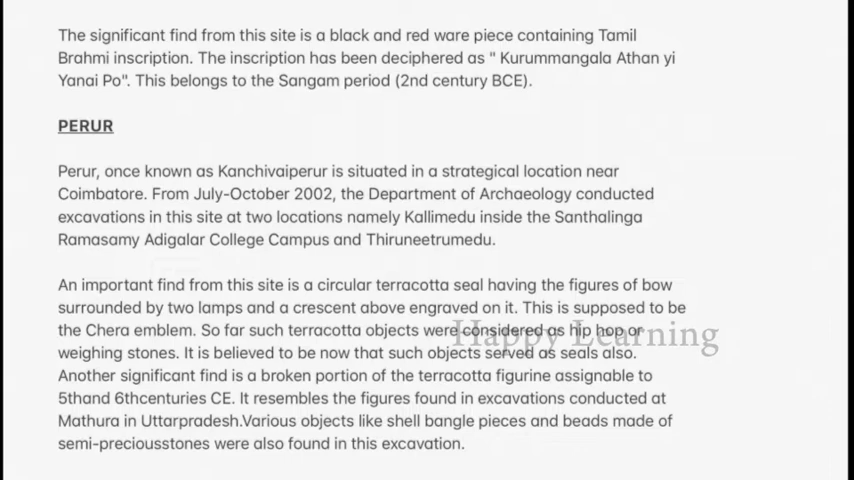 The significant find from this site is a black and red ware piece containing Tamil
Brahmi inscription. The inscription has been deciphered as " Kurummangala Athan yi
Yanai Po". This belongs to the Sangam period (2nd century BCE).
PERUR
Perur, once known as Kanchivaiperur is situated in a strategical location near
Coimbatore. From July-October 2002, the Department of Archaeology conducted
excavations in this site at two locations namely Kallimedu inside the Santhalinga
Ramasamy Adigalar College Campus and Thiruneetrumedu.
An important find from this site is a circular terracotta seal having the figures of bow
surrounded by two lamps and a crescent above engraved on it. This is supposed to be
the Chera emblem. So far such terracotta objects were considered as hip hop or
weighing stones. It is believed to be now that such objects served as seals also.
Another significant find is a broken portion of the terracotta figurine assignable to
5thand 6thcenturies CE. It resembles the figures found in excavations conducted at
Mathura in Uttarpradesh.Various objects like shell bangle pieces and beads made of
semi-preciousstones were also found in this excavation.
Happy Learning